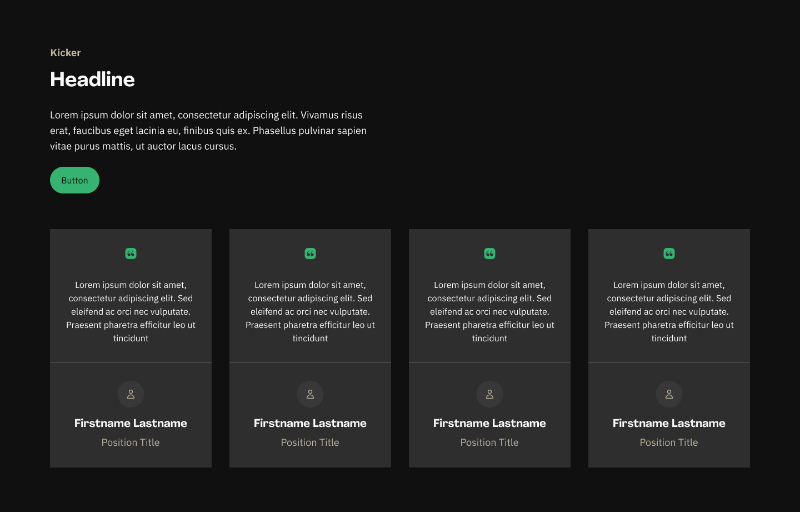 Kicker
Headline
Lorem ipsum dolor sit amet, consectetur adipiscing elit. Vivamus risus
erat, faucibus eget lacinia eu, finibus quis ex. Phasellus pulvinar sapien
vitae purus mattis, ut auctor lacus cursus.
Button
Lorem ipsum dolor sit amet,
consectetur adipiscing elit. Sed
eleifend ac orci nec vulputate.
Praesent pharetra efficitur leo ut
tincidunt
Firstname Lastname
Position Title
Lorem ipsum dolor sit amet,
consectetur adipiscing elit. Sed
eleifend ac orci nec vulputate.
Praesent pharetra efficitur leo ut
tincidunt
Firstname Lastname
Position Title
Lorem ipsum dolor sit amet,
consectetur adipiscing elit. Sed
eleifend ac orci nec vulputate.
Praesent pharetra efficitur leo ut
tincidunt
Firstname Lastname
Position Title
Lorem ipsum dolor sit amet,
consectetur adipiscing elit. Sed
eleifend ac orci nec vulputate.
Praesent pharetra efficitur leo ut
tincidunt
Firstname Lastname
Position Title